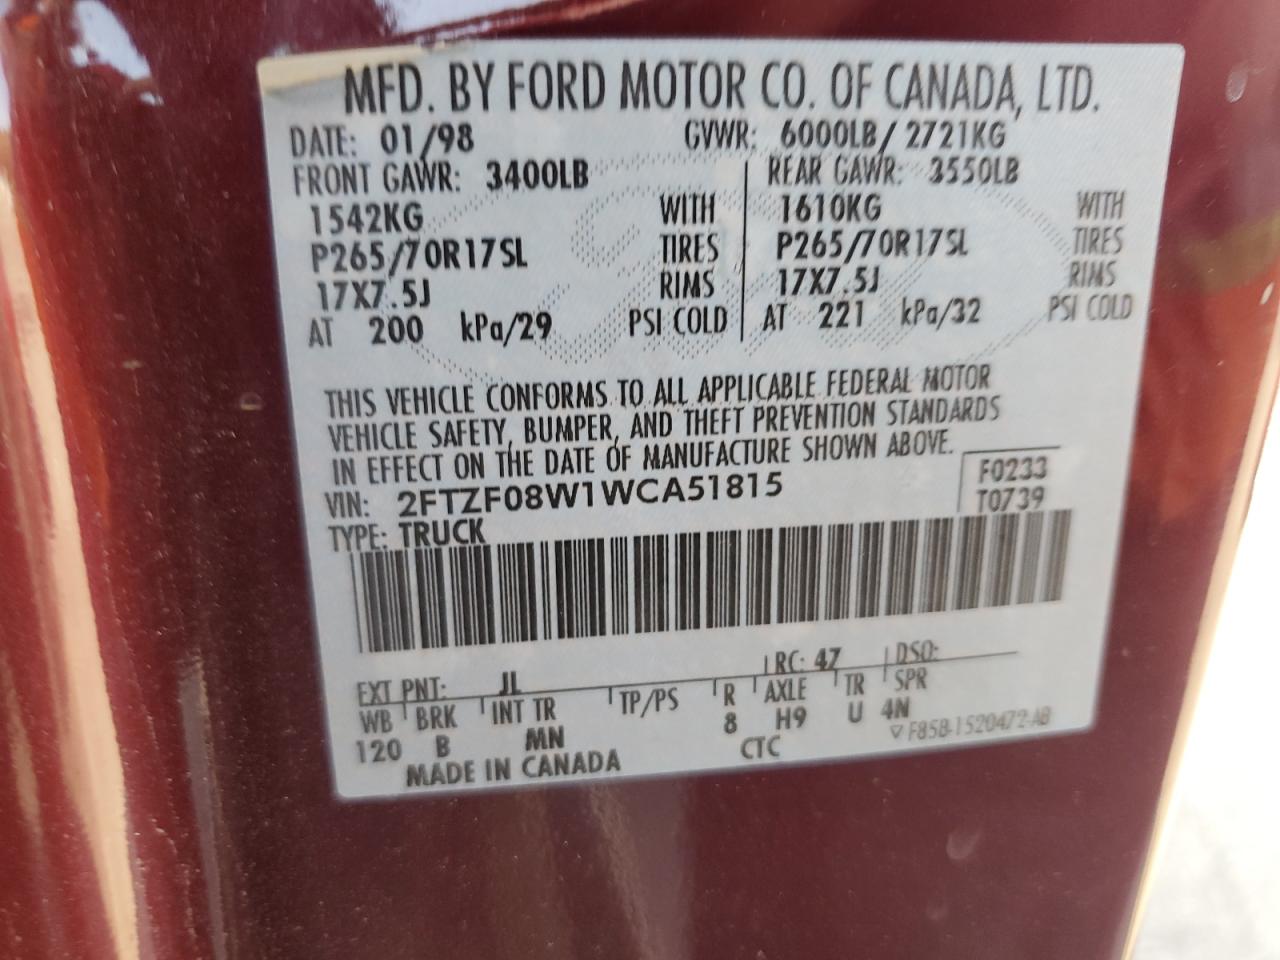 MFD. BY FORD MOTOR CO. OF CANADA, LTD.
DATE: 01/98 GVWR: 6000LB/ 2721KG
FRONT GAWR: 3400LB REAR GAWR: 3550LB
1542KG WITH 1610KG WITH
P265/70R17SL TIRES P265/70R17SL TIRES
17X7.5J RIMS 17X7.5J RIMS
AT 200 kPa/29 PSI COLD AT 221 kPa/32 PSI COLD
THIS VEHICLE CONFORMS TO ALL APPLICABLE FEDERAL MOTOR
VEHICLE SAFETY, BUMPER, AND THEFT PREVENTION STANDARDS
IN EFFECT ON THE DATE OF MANUFACTURE SHOWN ABOVE.
F0233
VIN: 2FTZF08W1WCA51815
T0739
TYPE: TRUCK
EXT PNT: JL RC: 47 DSO:
WB BRK INT TR TP/PS R AXLE TR SPR
120 B MN 8 H9 U 4N
MADE IN CANADA CTC F85B-1520472-AB